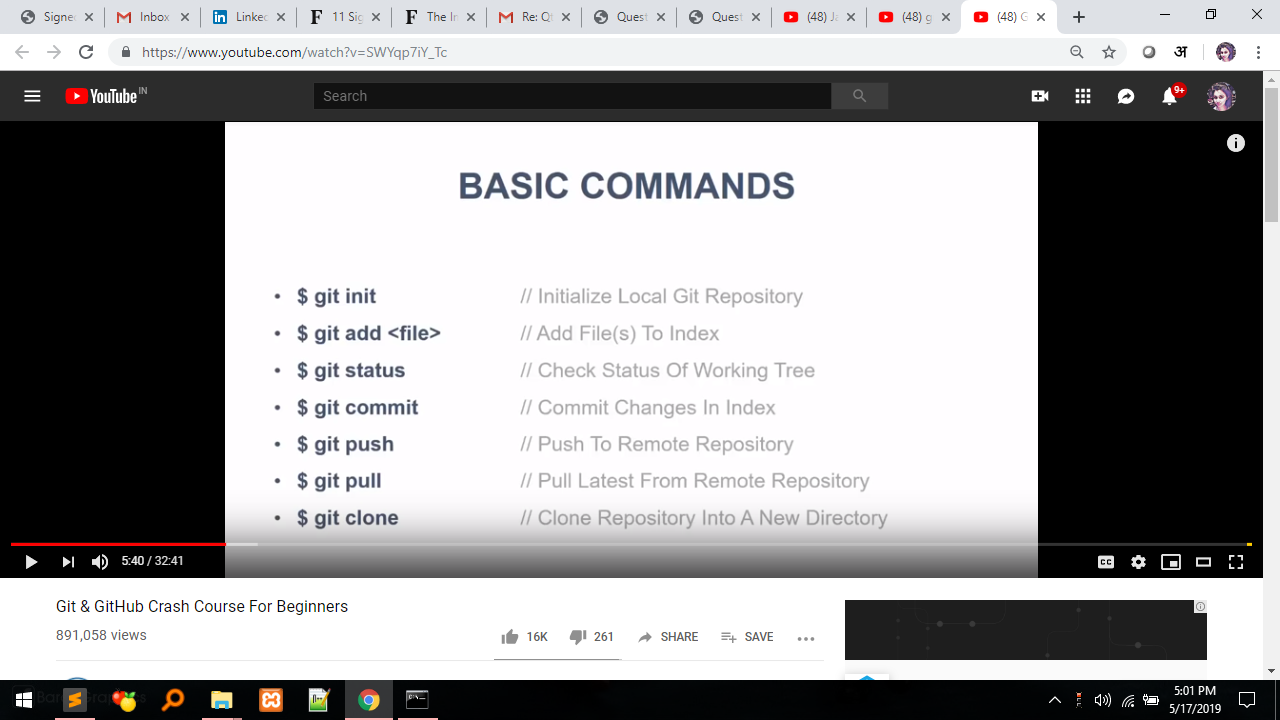 Signe
Inbox
Linked
11 Sig
The In
Re: Qt
Quest
Quest
(48) Ja
(48) g
(48) G
https://www.youtube.com/watch?v=SWYqp7iY_Tc
अ
YouTube IN
Search
9+
BASIC COMMANDS
• $ git init // Initialize Local Git Repository
• $ git add <file> // Add File(s) To Index
• $ git status // Check Status Of Working Tree
• $ git commit // Commit Changes In Index
• $ git push // Push To Remote Repository
• $ git pull // Pull Latest From Remote Repository
• $ git clone // Clone Repository Into A New Directory
5:40 / 32:41
CC
Git & GitHub Crash Course For Beginners
891,058 views
16K
261
SHARE
SAVE
5:01 PM
5/17/2019